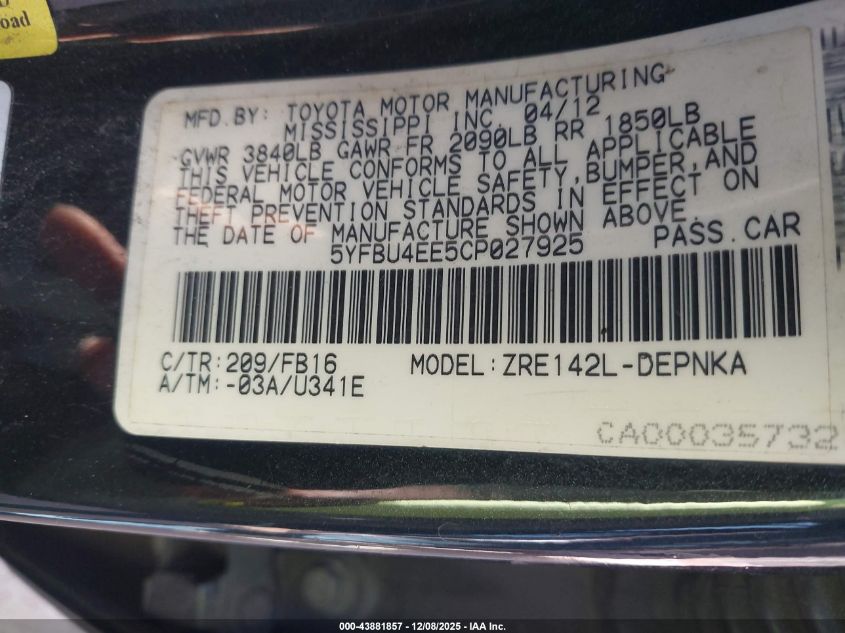 oad
MFD.BY: TOYOTA MOTOR MANUFACTURING
MISSISSIPPI INC. 04/12
GVWR 3840LB GAWR FR 2090LB RR 1850LB
THIS VEHICLE CONFORMS TO ALL APPLICABLE
FEDERAL MOTOR VEHICLE SAFETY,BUMPER,AND
THEFT PREVENTION STANDARDS IN EFFECT ON
THE DATE OF MANUFACTURE SHOWN ABOVE.
5YFBU4EE5CP027925 PASS.CAR
C/TR:209/FB16 MODEL:ZRE142L-DEPNKA
A/TM:-03A/U341E
CA00035732
000-43881857 - 12/08/2025 - IAA Inc.